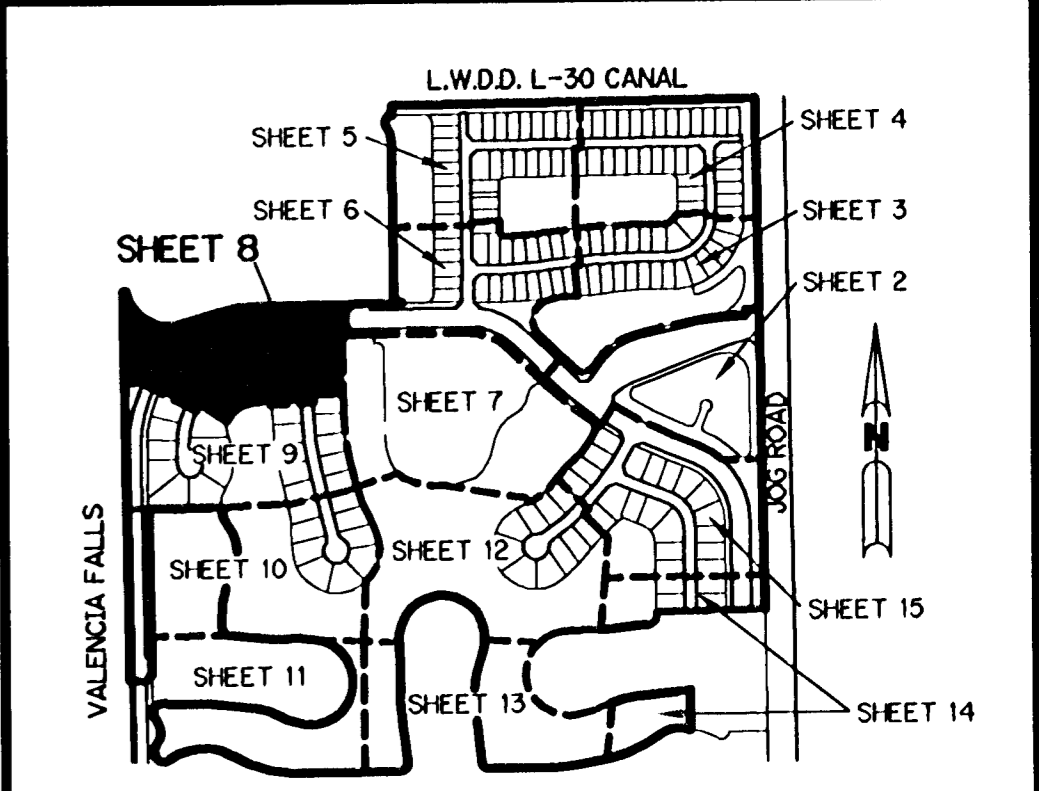 L.W.D.D. L-30 CANAL
SHEET 4
SHEET 5
SHEET 6
SHEET 3
SHEET 8
SHEET 2
SHEET 7
JOG ROAD
N
SHEET 9
VALENCIA FALLS
SHEET 12
SHEET 10
SHEET 15
SHEET 11
SHEET 13
SHEET 14